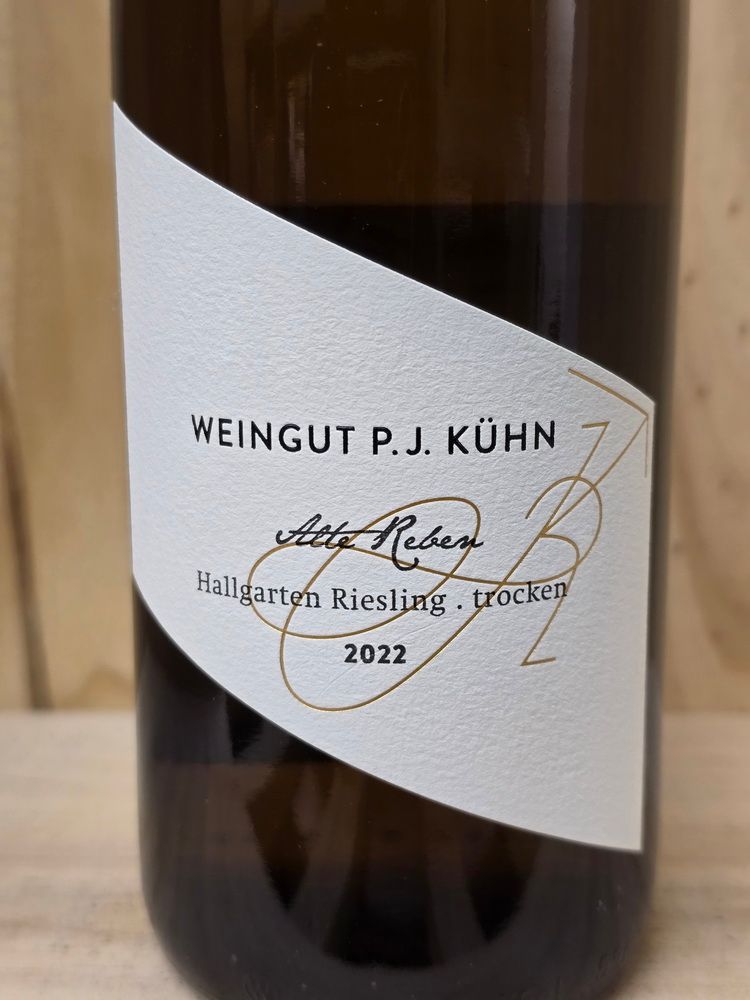 WEINGUT P.J. KÜHN
Alte Reben
Hallgarten Riesling . trocken
2022